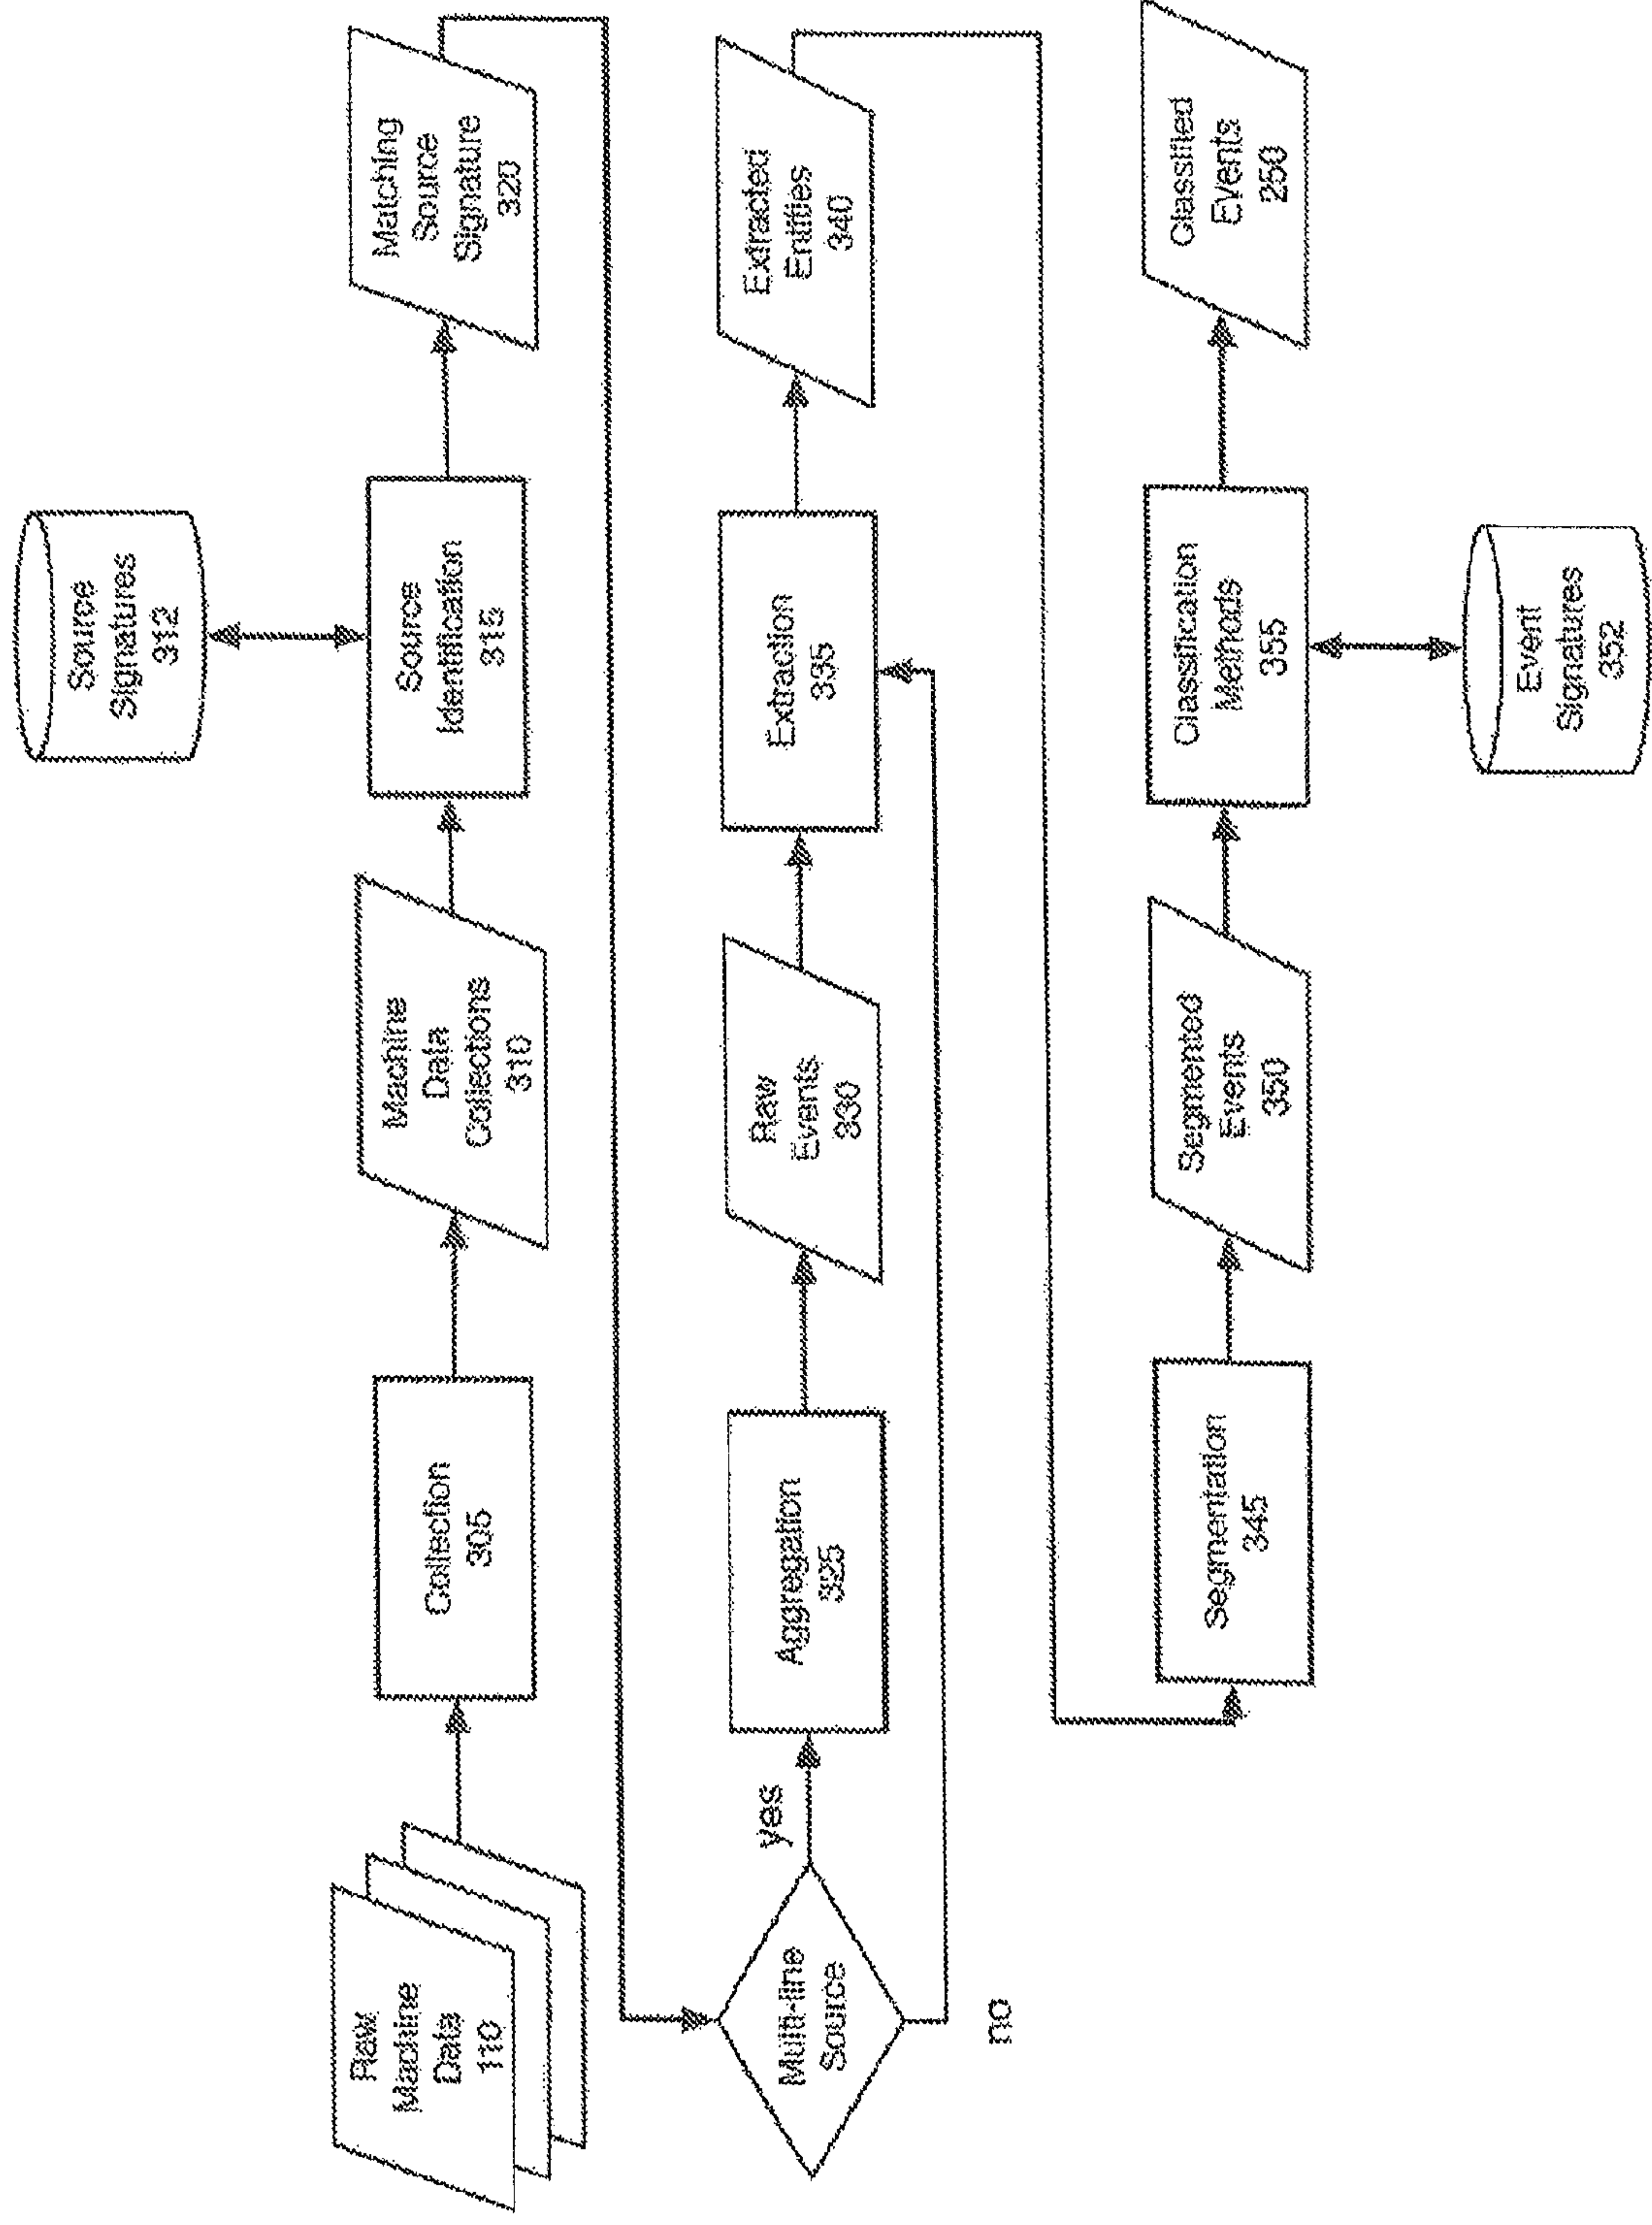 Source
Signatures
312
Raw
Machine
Data
110
Collection
305
Machine
Data
Collections
310
Source
Identification
315
Matching
Source
Signature
320
Multi-line
Source
yes
no
Aggregation
325
Raw
Events
330
Extraction
335
Extracted
Entities
340
Segmentation
345
Segmented
Events
350
Classification
Methods
355
Classified
Events
250
Event
Signatures
352